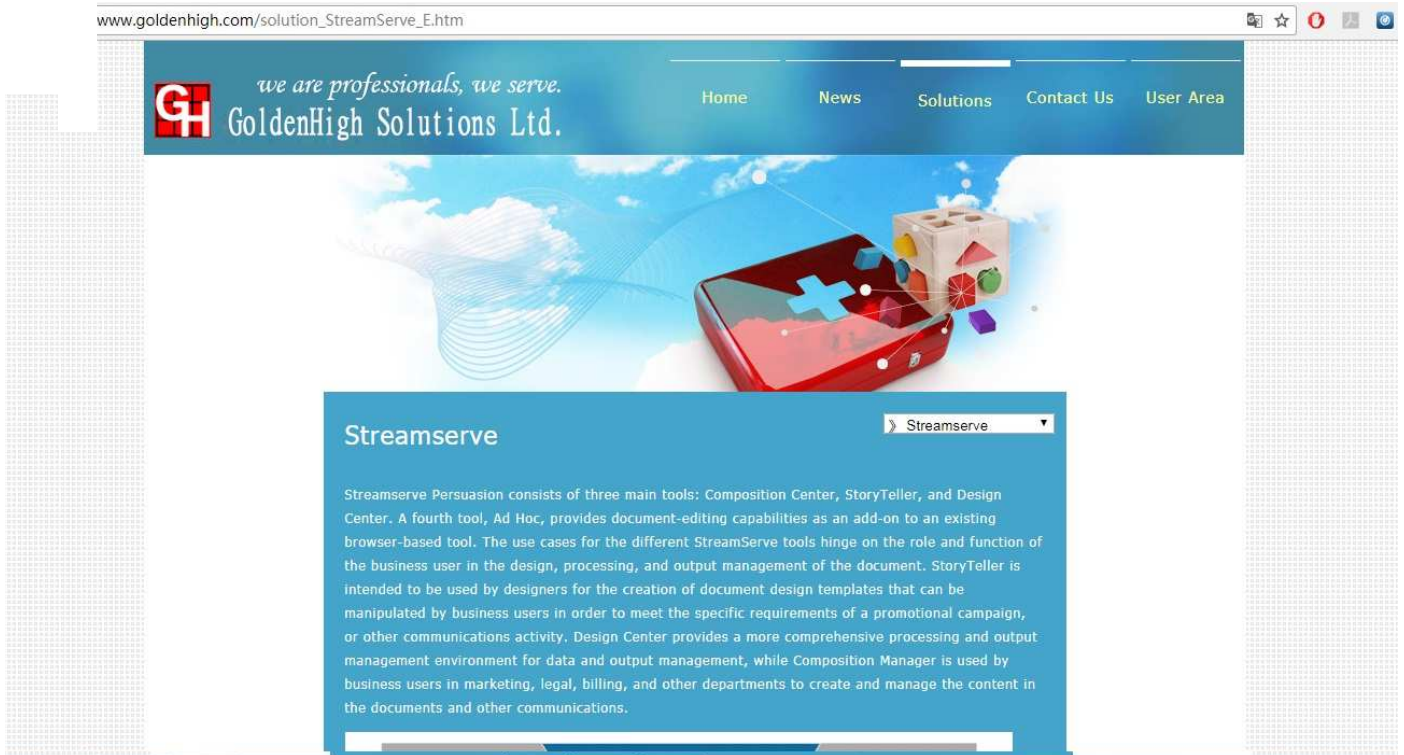 www.goldenhigh.com/solution_StreamServe_E.htm
GH
we are professionals, we serve.
GoldenHigh Solutions Ltd.
Home
News
Solutions
Contact Us
User Area
Streamserve
》 Streamserve
Streamserve Persuasion consists of three main tools: Composition Center, StoryTeller, and Design
Center. A fourth tool, Ad Hoc, provides document-editing capabilities as an add-on to an existing
browser-based tool. The use cases for the different StreamServe tools hinge on the role and function of
the business user in the design, processing, and output management of the document. StoryTeller is
intended to be used by designers for the creation of document design templates that can be
manipulated by business users in order to meet the specific requirements of a promotional campaign,
or other communications activity. Design Center provides a more comprehensive processing and output
management environment for data and output management, while Composition Manager is used by
business users in marketing, legal, billing, and other departments to create and manage the content in
the documents and other communications.